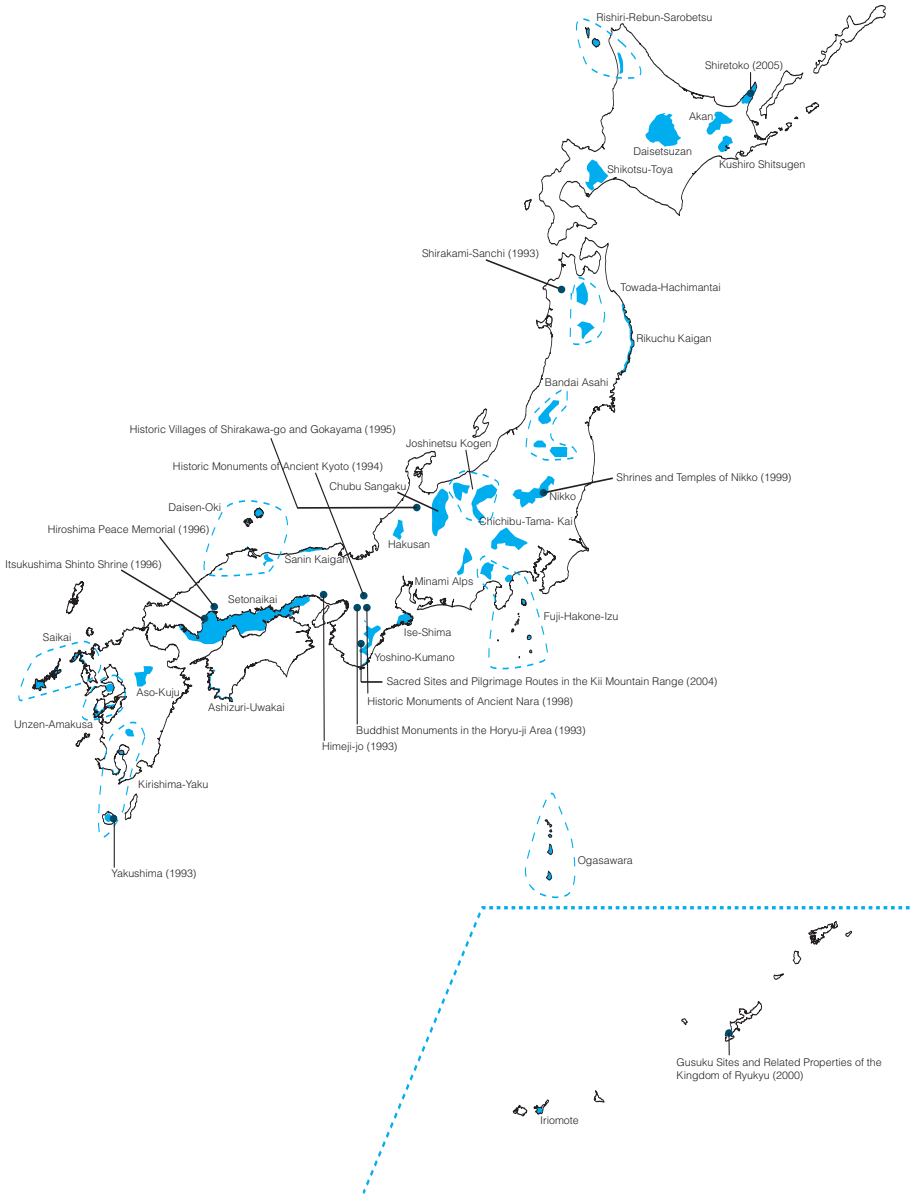 Rishiri-Rebun-Sarobetsu
Shiretoko (2005)
Akan
Daisetsuzan
Kushiro Shitsugen
Shikotsu-Toya
Shirakami-Sanchi (1993)
Towada-Hachimantai
Rikuchu Kaigan
Bandai Asahi
Historic Villages of Shirakawa-go and Gokayama (1995)
Joshinetsu Kogen
Historic Monuments of Ancient Kyoto (1994)
Shrines and Temples of Nikko (1999)
Chubu Sangaku
Nikko
Daisen-Oki
Chichibu-Tama- Kai
Hiroshima Peace Memorial (1996)
Hakusan
Sanin Kaigan
Itsukushima Shinto Shrine (1996)
Minami Alps
Setonaikai
Fuji-Hakone-Izu
Ise-Shima
Saikai
Yoshino-Kumano
Sacred Sites and Pilgrimage Routes in the Kii Mountain Range (2004)
Aso-Kuju
Historic Monuments of Ancient Nara (1998)
Ashizuri-Uwakai
Unzen-Amakusa
Buddhist Monuments in the Horyu-ji Area (1993)
Himeji-jo (1993)
Kirishima-Yaku
Ogasawara
Yakushima (1993)
Gusuku Sites and Related Properties of the
Kingdom of Ryukyu (2000)
Iriomote